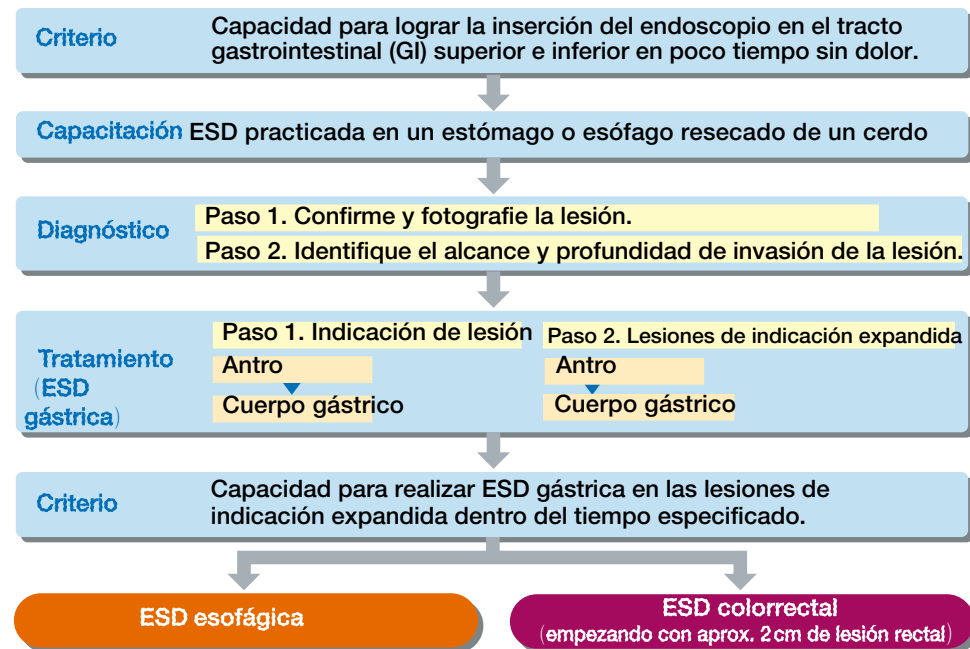 Criterio
Capacidad para lograr la inserción del endoscopio en el tracto
gastrointestinal (GI) superior e inferior en poco tiempo sin dolor.
Capacitación ESD practicada en un estómago o esófago resecado de un cerdo
Diagnóstico
Paso 1. Confirme y fotografie la lesión.
Paso 2. Identifique el alcance y profundidad de invasión de la lesión.
Tratamiento
(ESD
gástrica)
Paso 1. Indicación de lesión
Antro
Cuerpo gástrico
Paso 2. Lesiones de indicación expandida
Antro
Cuerpo gástrico
Criterio
Capacidad para realizar ESD gástrica en las lesiones de
indicación expandida dentro del tiempo especificado.
ESD esofágica
ESD colorrectal
(empezando con aprox. 2 cm de lesión rectal)